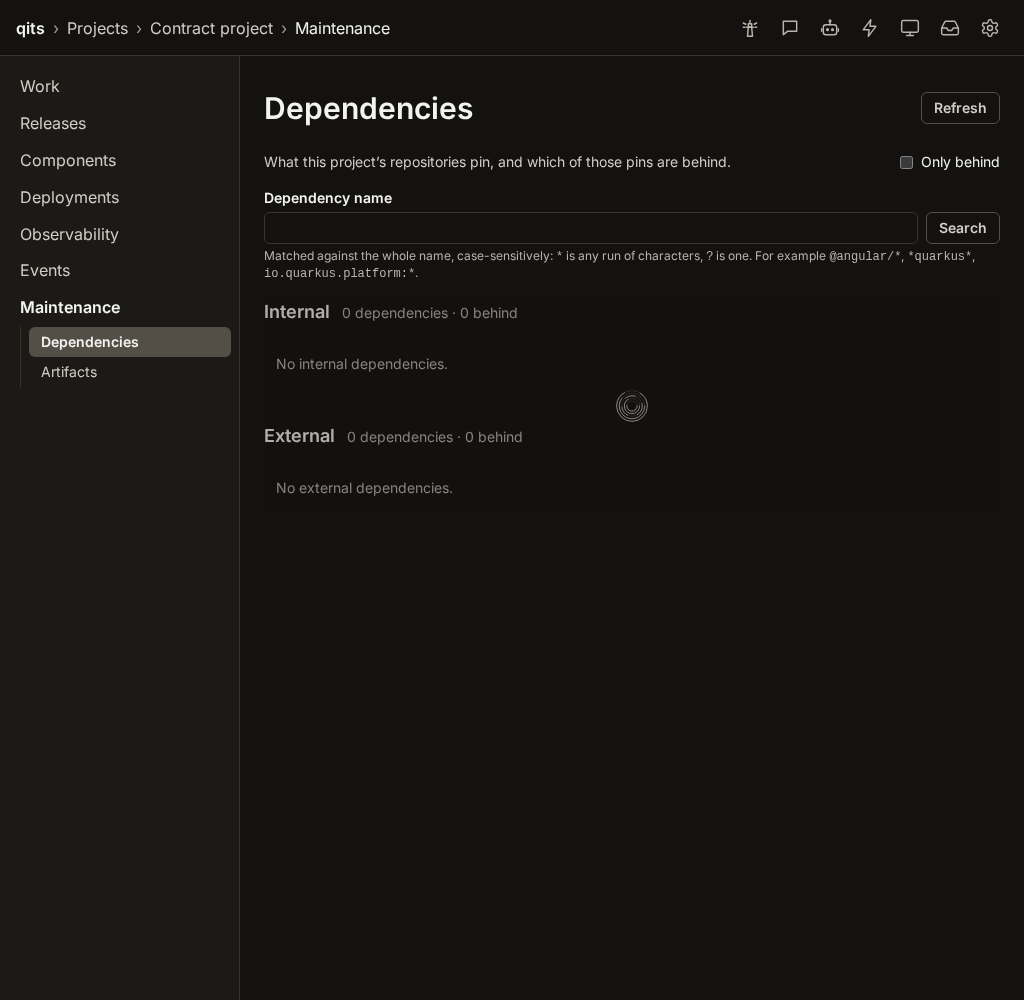 qits › Projects › Contract project › Maintenance
Work
Releases
Components
Deployments
Observability
Events
Maintenance
Dependencies
Artifacts
Dependencies
Refresh
What this project's repositories pin, and which of those pins are behind.
Only behind
Dependency name
Search
Matched against the whole name, case-sensitively: * is any run of characters, ? is one. For example @angular/*, *quarkus*,
io.quarkus.platform:*.
Internal 0 dependencies · 0 behind
No internal dependencies.
External 0 dependencies · 0 behind
No external dependencies.